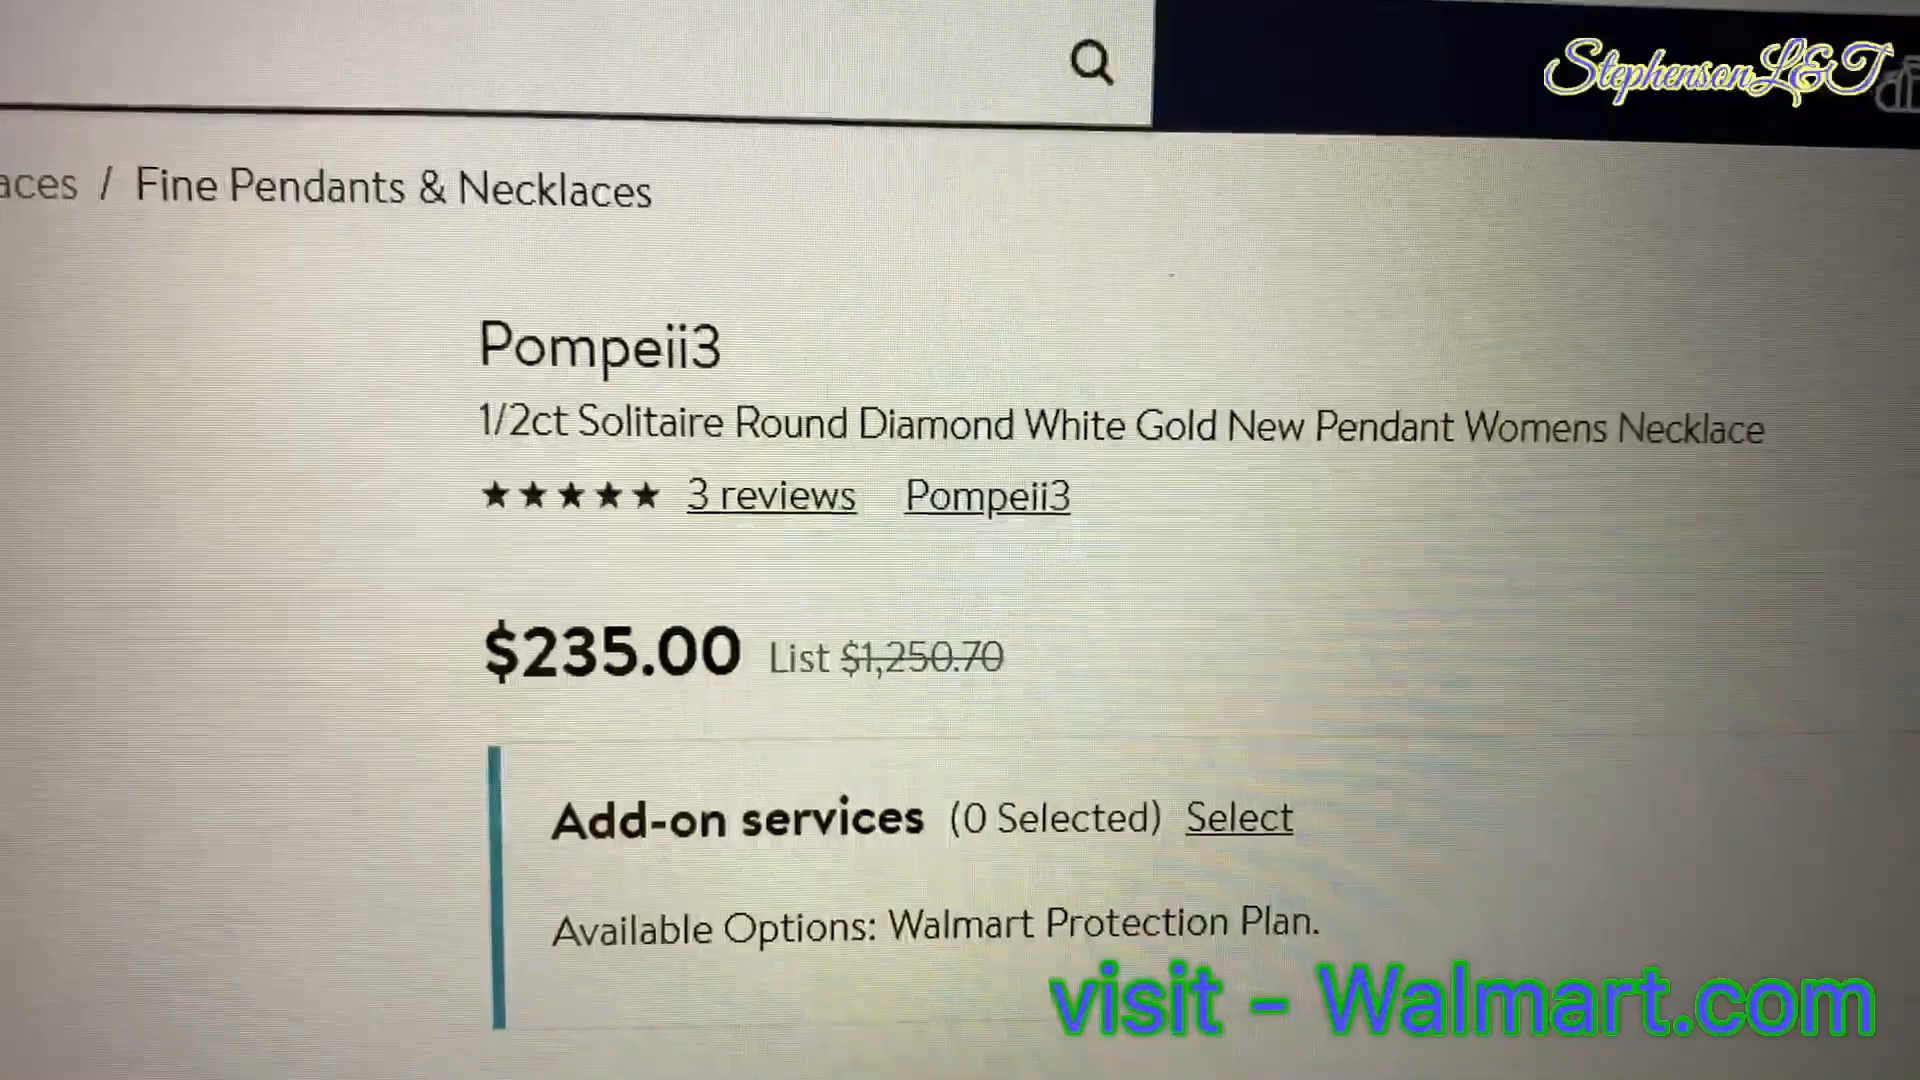 StephensonL&T
aces / Fine Pendants & Necklaces
Pompeii3
1/2ct Solitaire Round Diamond White Gold New Pendant Womens Necklace
★★★★★ 3 reviews Pompeii3
$235.00 List $1,250.70
Add-on services (0 Selected) Select
Available Options: Walmart Protection Plan.
visit - Walmart.com